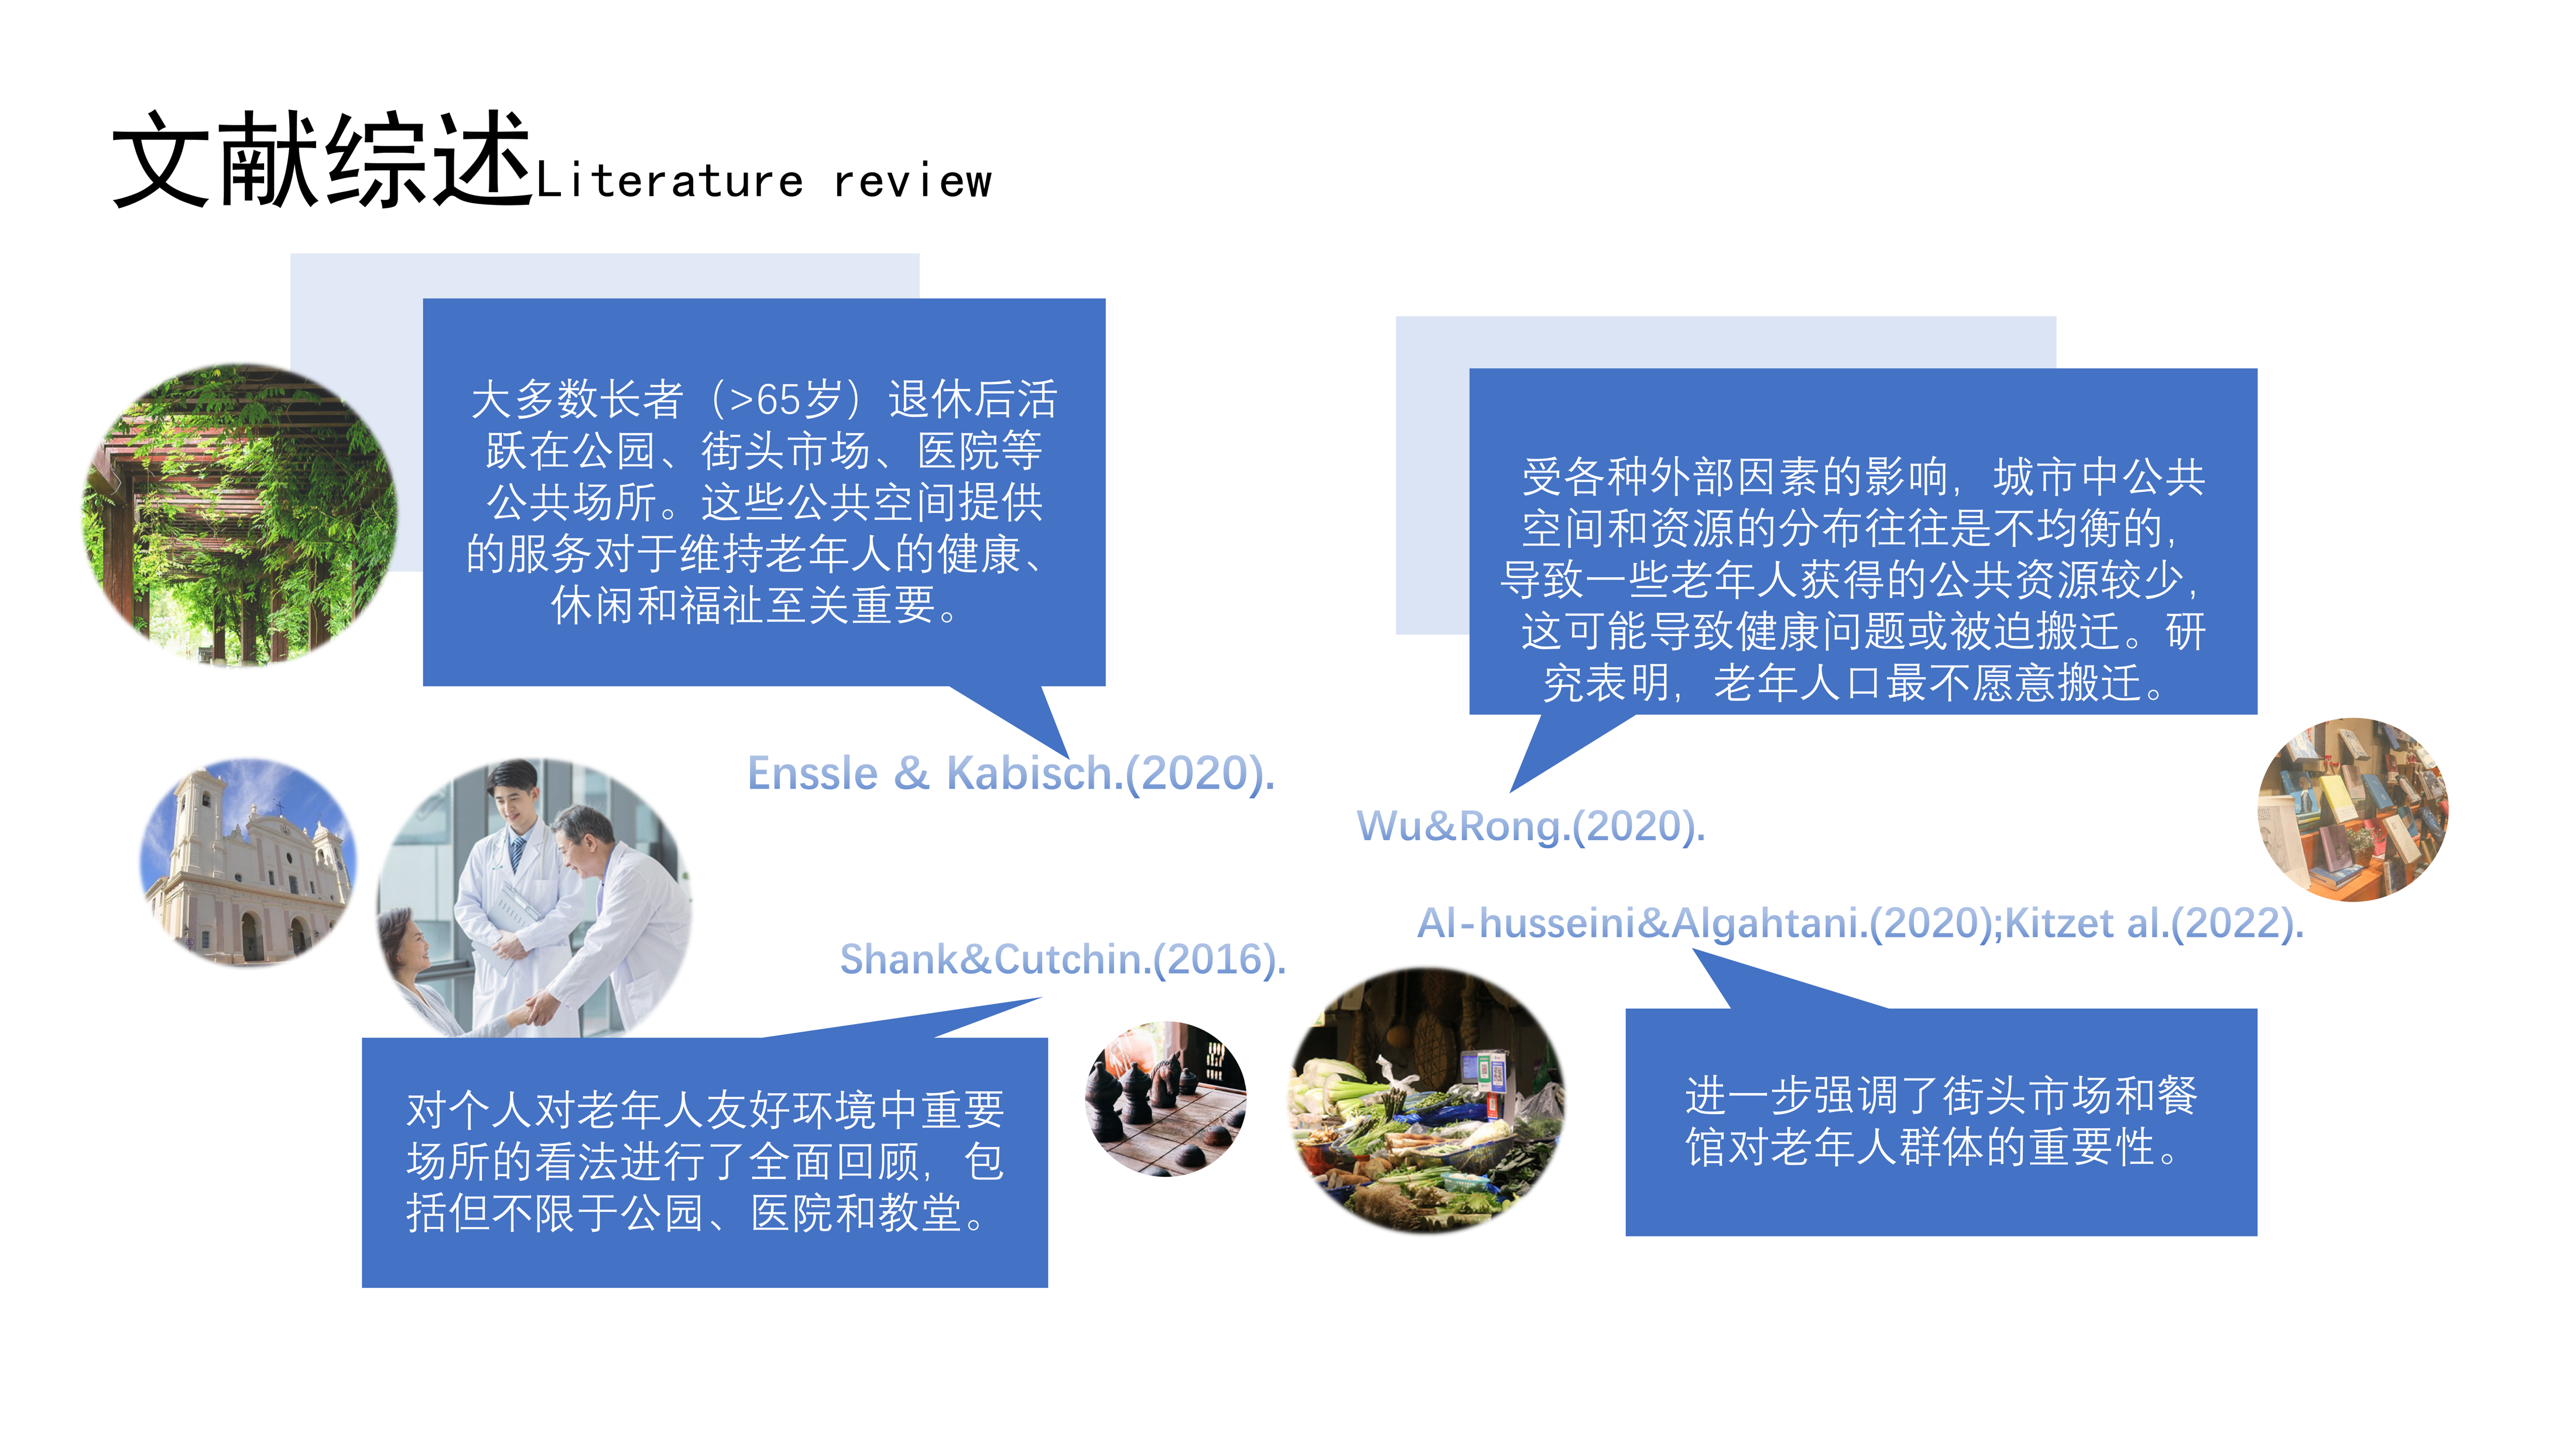 文献综述Literature review
大多数长者（>65岁）退休后活
跃在公园、街头市场、医院等
公共场所。这些公共空间提供
的服务对于维持老年人的健康、
休闲和福祉至关重要。
Enssle & Kabisch.(2020).
受各种外部因素的影响，城市中公共
空间和资源的分布往往是不均衡的，
导致一些老年人获得的公共资源较少，
这可能导致健康问题或被迫搬迁。研
究表明，老年人口最不愿意搬迁。
Wu&Rong.(2020).
Shank&Cutchin.(2016).
对个人对老年人友好环境中重要
场所的看法进行了全面回顾，包
括但不限于公园、医院和教堂。
Al-husseini&Algahtani.(2020);Kitzet al.(2022).
进一步强调了街头市场和餐
馆对老年人群体的重要性。